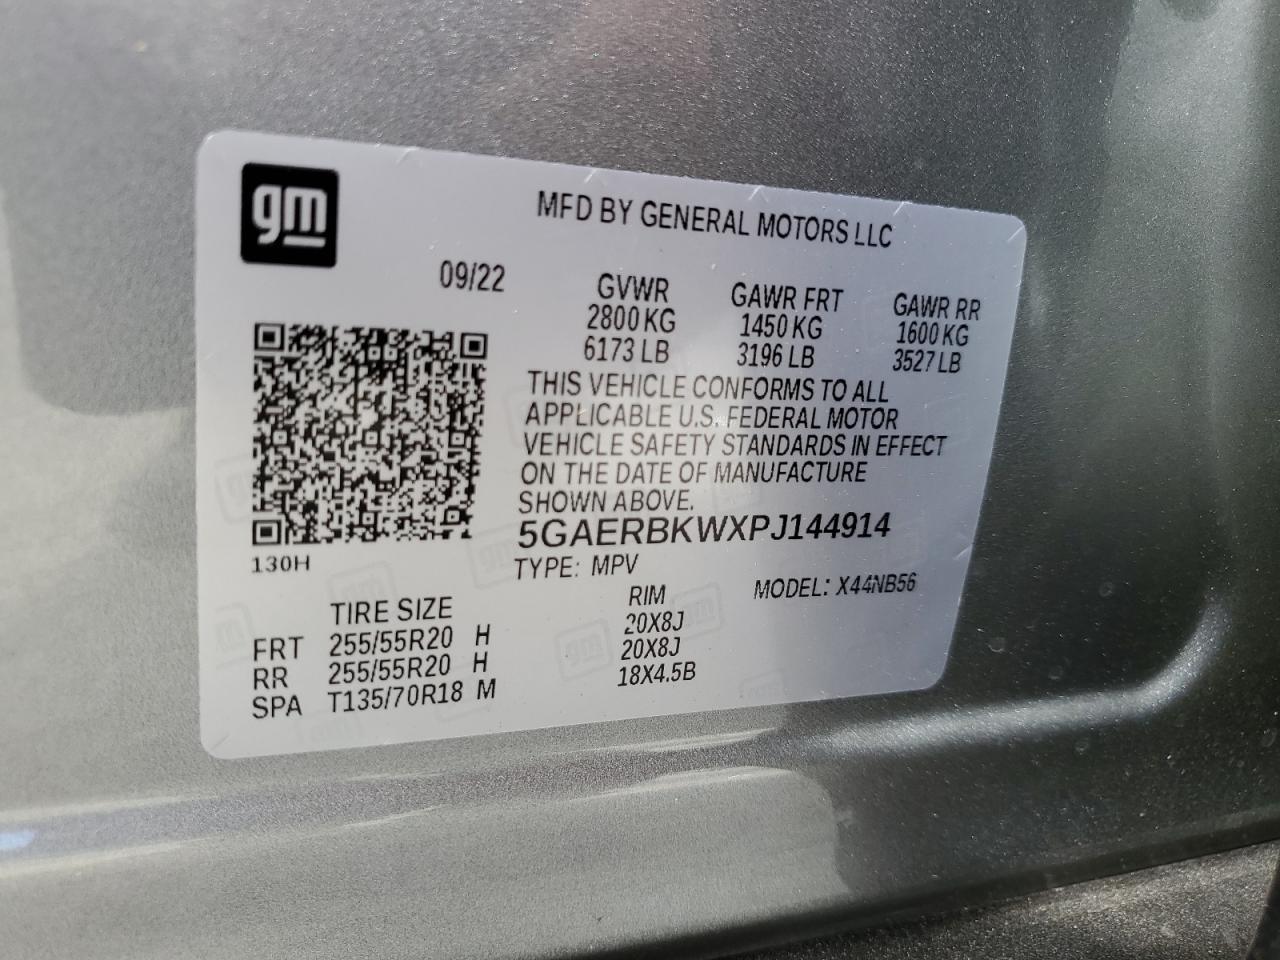 gm
MFD BY GENERAL MOTORS LLC
09/22
GVWR GAWR FRT GAWR RR
2800 KG 1450 KG 1600 KG
6173 LB 3196 LB 3527 LB
THIS VEHICLE CONFORMS TO ALL
APPLICABLE U.S. FEDERAL MOTOR
VEHICLE SAFETY STANDARDS IN EFFECT
ON THE DATE OF MANUFACTURE
SHOWN ABOVE.
5GAERBKWXPJ144914
130H
TYPE: MPV MODEL: X44NB56
TIRE SIZE RIM
FRT 255/55R20 H 20X8J
RR 255/55R20 H 20X8J
SPA T135/70R18 M 18X4.5B